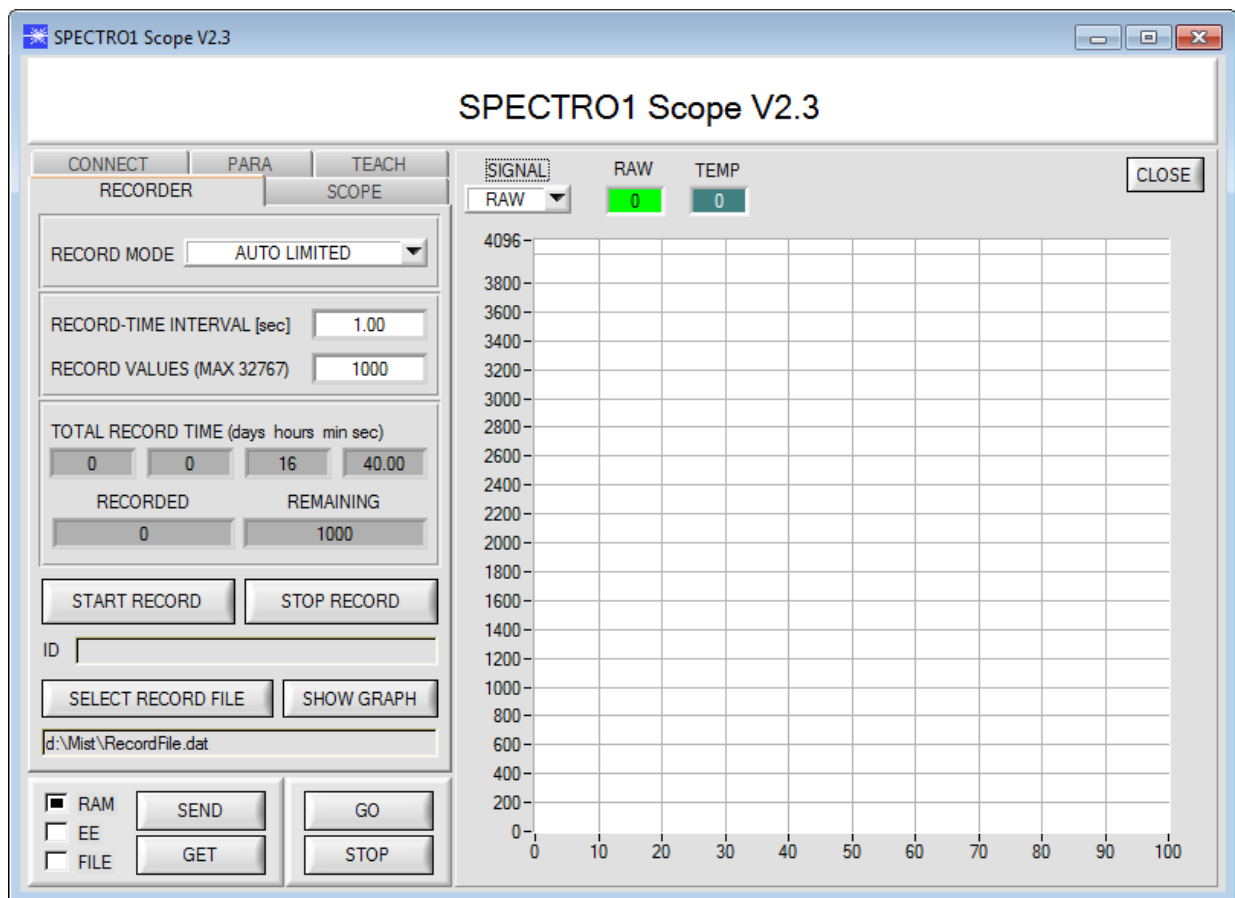 SPECTRO1 Scope V2.3
SPECTRO1 Scope V2.3
CONNECT PARA TEACH
RECORDER SCOPE
RECORD MODE AUTO LIMITED
RECORD-TIME INTERVAL [sec] 1.00
RECORD VALUES (MAX 32767) 1000
TOTAL RECORD TIME (days hours min sec)
0 0 16 40.00
RECORDED REMAINING
0 1000
START RECORD STOP RECORD
ID
SELECT RECORD FILE SHOW GRAPH
d:\Mist\RecordFile.dat
RAM
EE
FILE
SEND
GET
GO
STOP
SIGNAL RAW TEMP
RAW 0 0
CLOSE
4096
3800
3600
3400
3200
3000
2800
2600
2400
2200
2000
1800
1600
1400
1200
1000
800
600
400
200
0
0 10 20 30 40 50 60 70 80 90 100